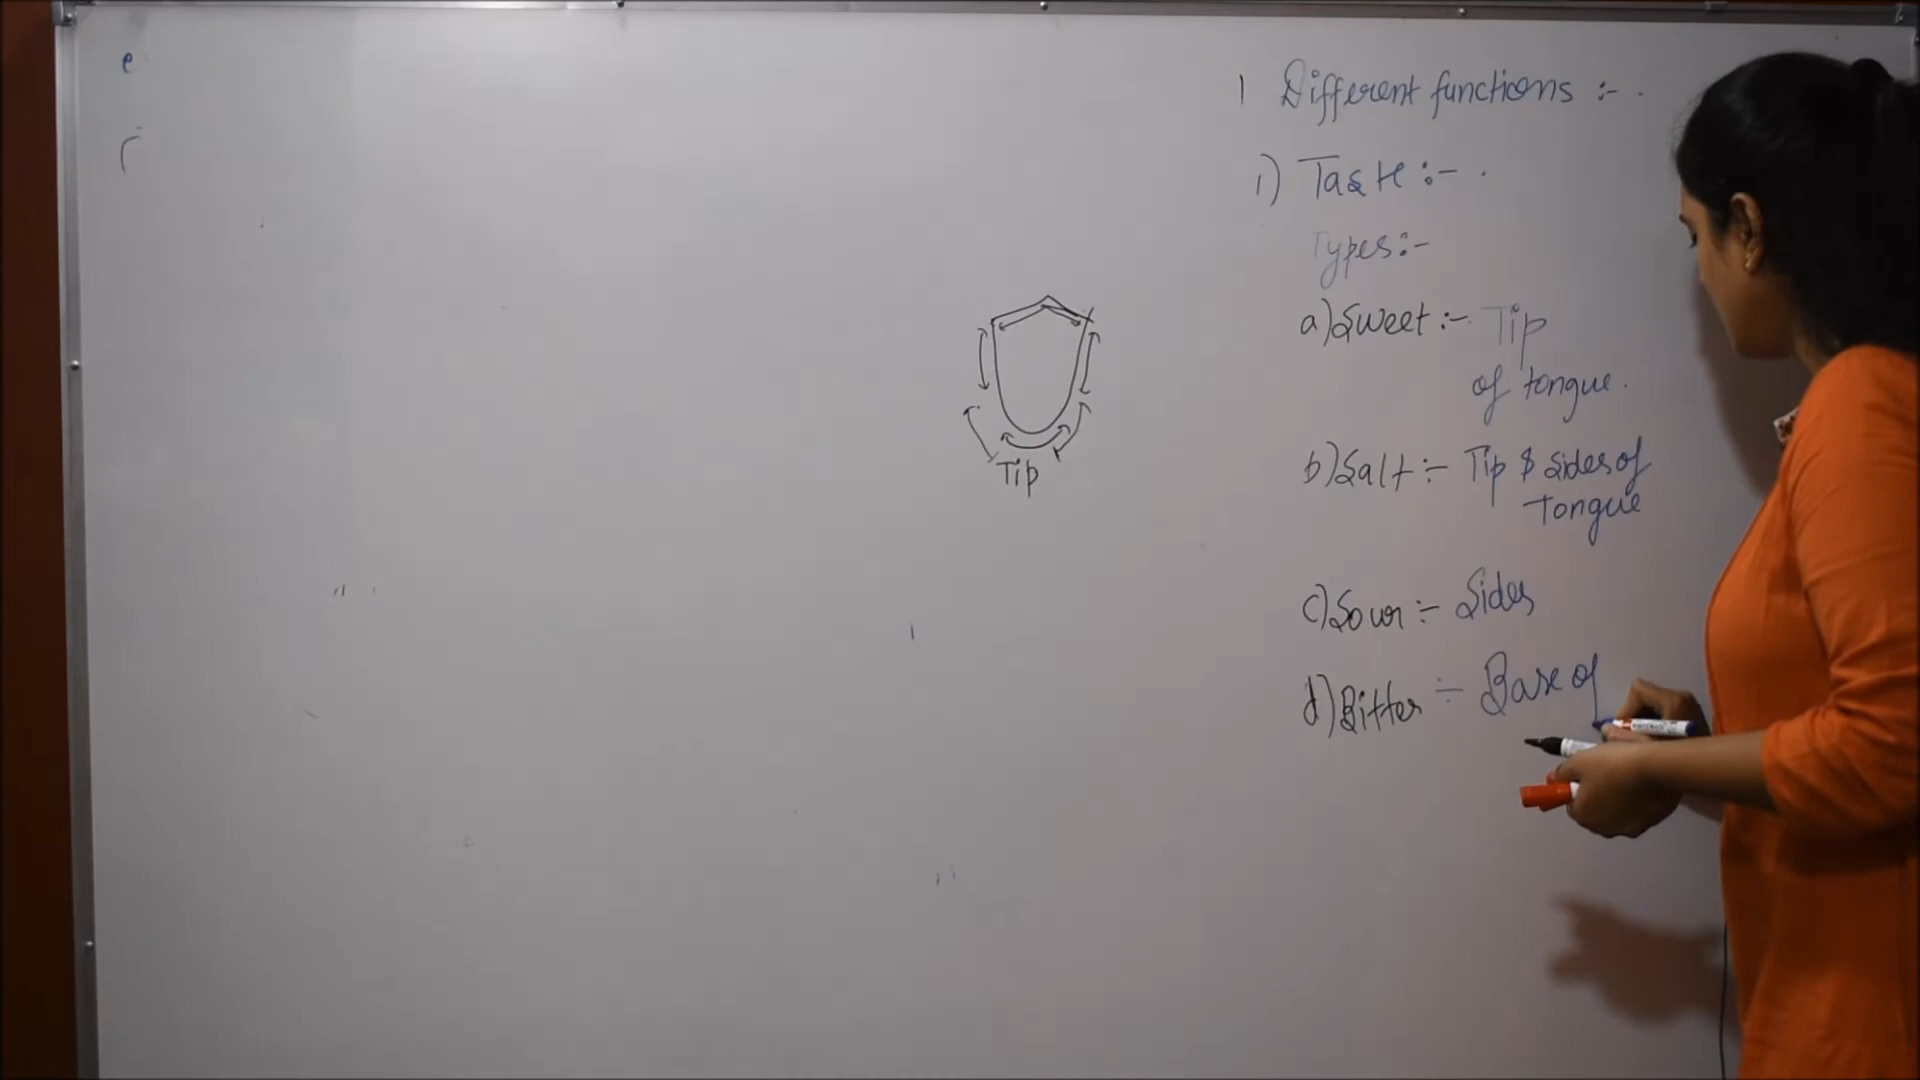 e
1 Different functions :-
1) Taste :-
Types:-
a) Sweet :- Tip
of tongue.
b) Salt :- Tip & Sides of
Tongue
c) Sour :- Sides
d) Bitter :- Base of
Tip